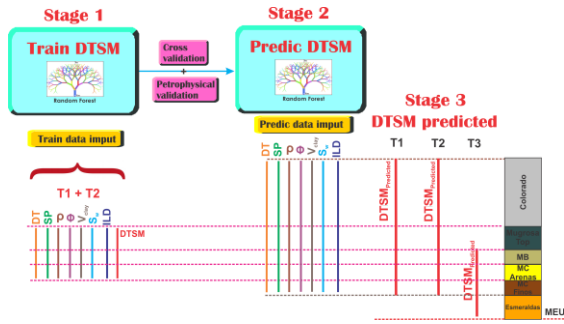 Stage 1
Train DTSM
Random Forest
Train data imput
Cross
validation
+
Petrophysical
validation
Stage 2
Predic DTSM
Random Forest
Predic data imput
Stage 3
DTSM predicted
T1 + T2
DT
SP
ρ
Φ
Vclay
Sw
ILD
DTSM
DT
SP
ρ
Φ
Vclay
Sw
ILD
T1
T2
T3
DTSMPredicted
DTSMPredicted
DTSMPredicted
Colorado
Mugrosa
MB
MC
Arenas
MC
Esmeraldas
MEU